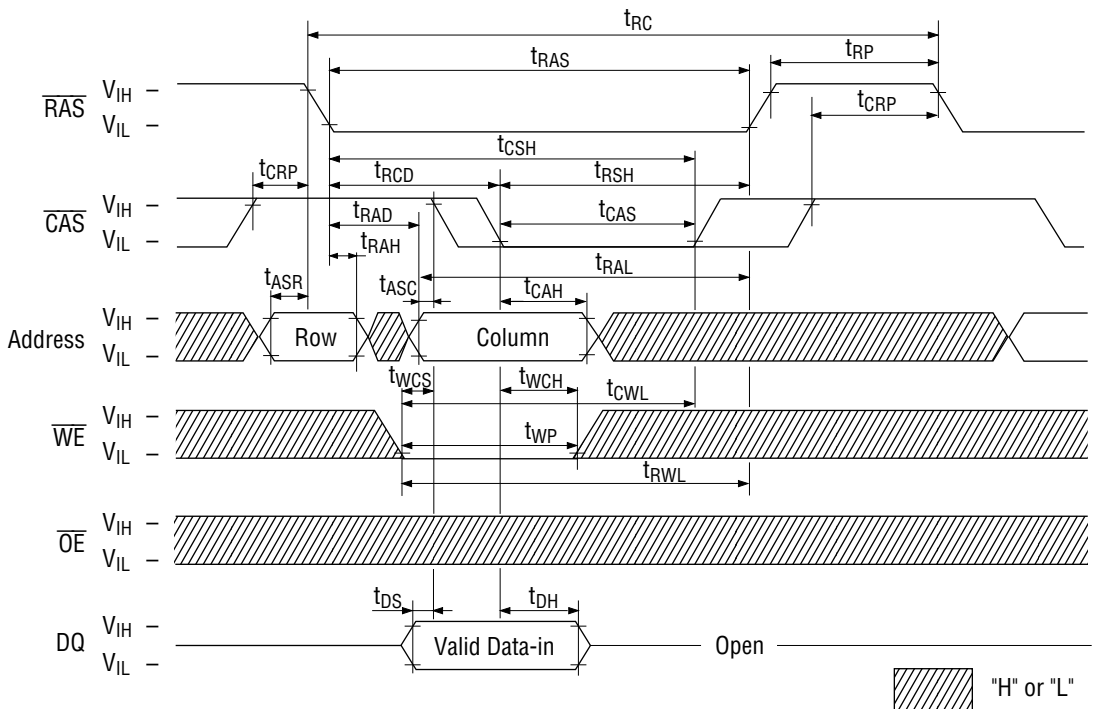 tRC
tRAS
tRP
RAS
VIH –
VIL –
tCRP
tCSH
tCRP
tRCD
tRSH
CAS
VIH –
VIL –
tRAD
tCAS
tRAH
tRAL
tASR
tASC
tCAH
Address
VIH –
VIL –
Row
Column
tWCS
tWCH
tCWL
WE
VIH –
VIL –
tWP
tRWL
OE
VIH –
VIL –
tDS
tDH
DQ
VIH –
VIL –
Valid Data-in
Open
"H" or "L"